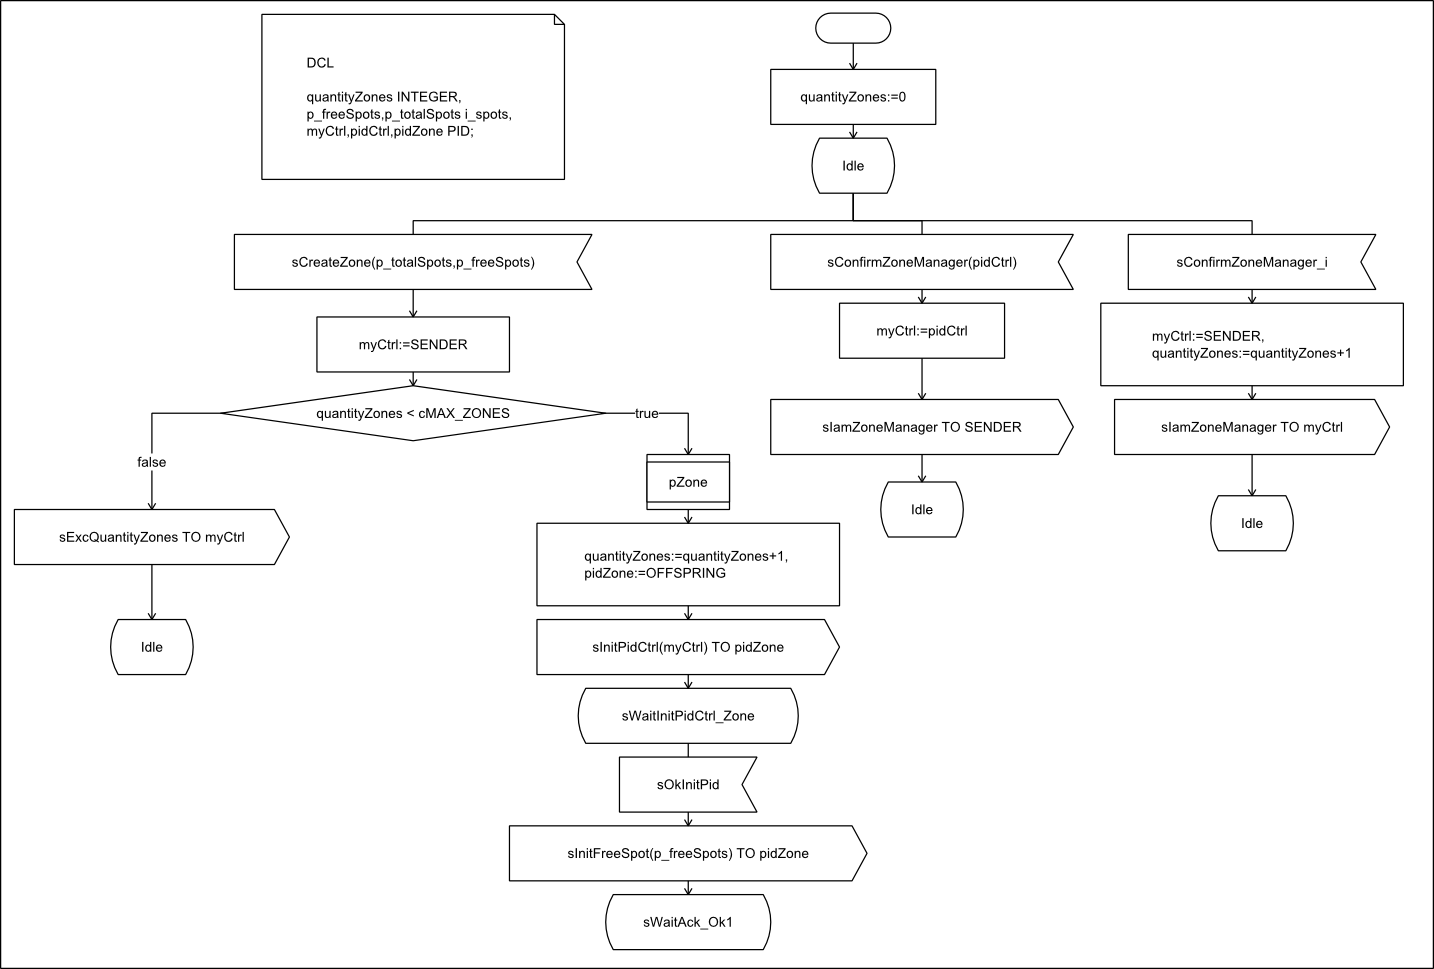 DCL
quantityZones INTEGER,
p_freeSpots,p_totalSpots i_spots,
myCtrl,pidCtrl,pidZone PID;
quantityZones:=0
Idle
sCreateZone(p_totalSpots,p_freeSpots)
sConfirmZoneManager(pidCtrl)
sConfirmZoneManager_i
myCtrl:=SENDER
myCtrl:=pidCtrl
myCtrl:=SENDER,
quantityZones:=quantityZones+1
quantityZones < cMAX_ZONES
true
false
sIamZoneManager TO SENDER
sIamZoneManager TO myCtrl
pZone
Idle
Idle
sExcQuantityZones TO myCtrl
quantityZones:=quantityZones+1,
pidZone:=OFFSPRING
Idle
sInitPidCtrl(myCtrl) TO pidZone
sWaitInitPidCtrl_Zone
sOkInitPid
sInitFreeSpot(p_freeSpots) TO pidZone
sWaitAck_Ok1